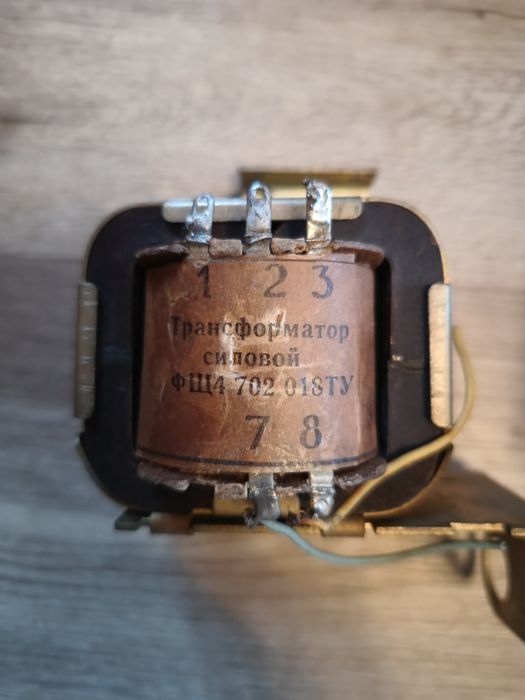 1 2 3
Трансформатор
силовой
ФЩ4 702 018ТУ
7 8